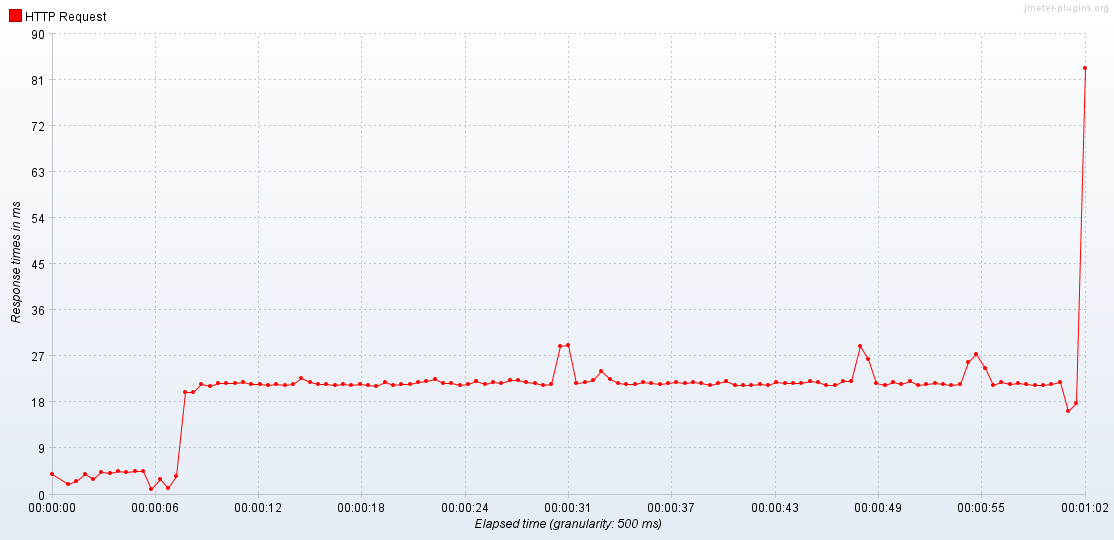 jmeter-plugins.org
HTTP Request
90
81
72
63
54
45
36
27
18
9
0
Response times in ms
00:00:00 00:00:06 00:00:12 00:00:18 00:00:24 00:00:31 00:00:37 00:00:43 00:00:49 00:00:55 00:01:02
Elapsed time (granularity: 500 ms)